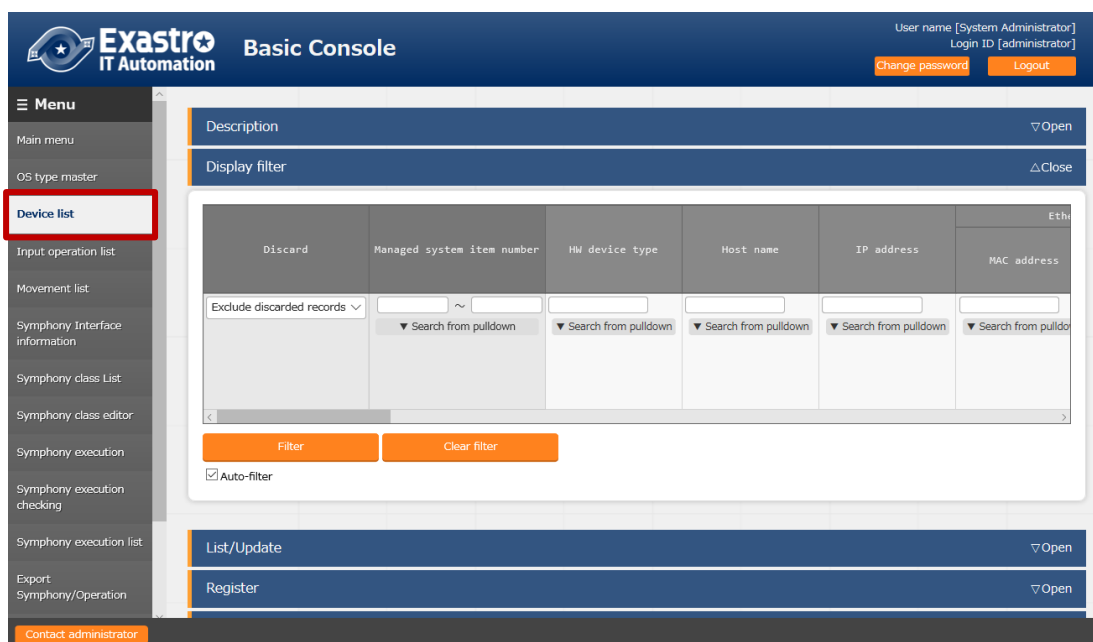 Exastro
IT Automation
Basic Console
User name [System Administrator]
Login ID [administrator]
Change password
Logout
☰ Menu
Main menu
OS type master
Device list
Input operation list
Movement list
Symphony Interface
information
Symphony class List
Symphony class editor
Symphony execution
Symphony execution
checking
Symphony execution list
Export
Symphony/Operation
Contact administrator
Description
▽Open
Display filter
△Close
Discard
Managed system item number
HW device type
Host name
IP address
Ethe
MAC address
Exclude discarded records
~
▼ Search from pulldown
▼ Search from pulldown
▼ Search from pulldown
▼ Search from pulldown
▼ Search from pulldo
Filter
Clear filter
Auto-filter
List/Update
▽Open
Register
▽Open